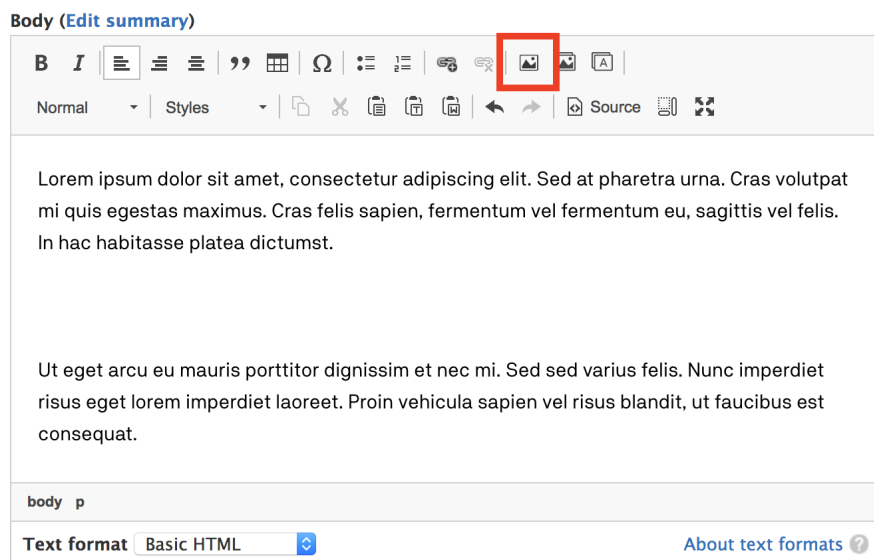 Body (Edit summary)
B I Ω
Normal Styles Source
Lorem ipsum dolor sit amet, consectetur adipiscing elit. Sed at pharetra urna. Cras volutpat
mi quis egestas maximus. Cras felis sapien, fermentum vel fermentum eu, sagittis vel felis.
In hac habitasse platea dictumst.
Ut eget arcu eu mauris porttitor dignissim et nec mi. Sed sed varius felis. Nunc imperdiet
risus eget lorem imperdiet laoreet. Proin vehicula sapien vel risus blandit, ut faucibus est
consequat.
body p
Text format Basic HTML About text formats ?